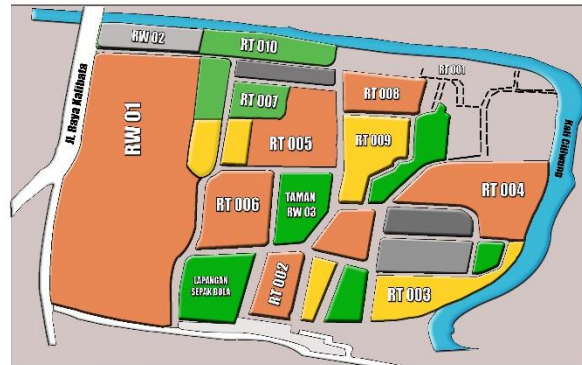 RW 02
RT 010
RT 001
Jl. Raya Kalibata
RW 01
RT 007
RT 008
RT 005
RT 009
Kali Ciliwung
RT 006
TAMAN
RW 03
RT 004
LAPANGAN
SEPAK BOLA
RT 002
RT 003